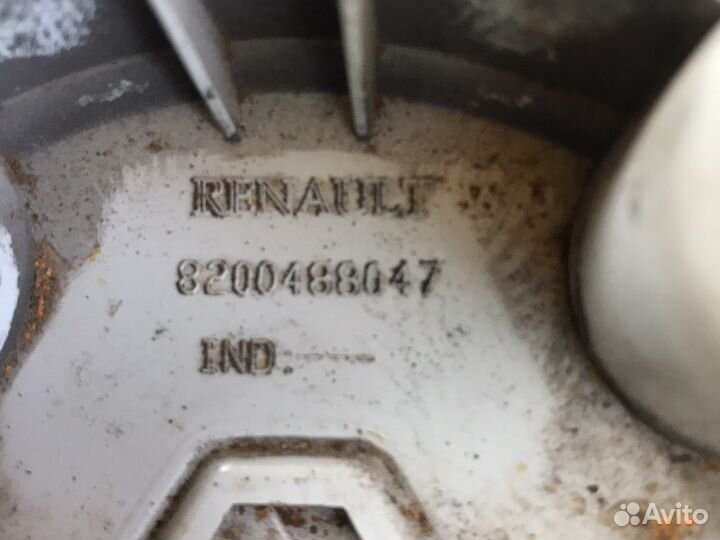 RENAULT
8200488047
IND.---
Avito